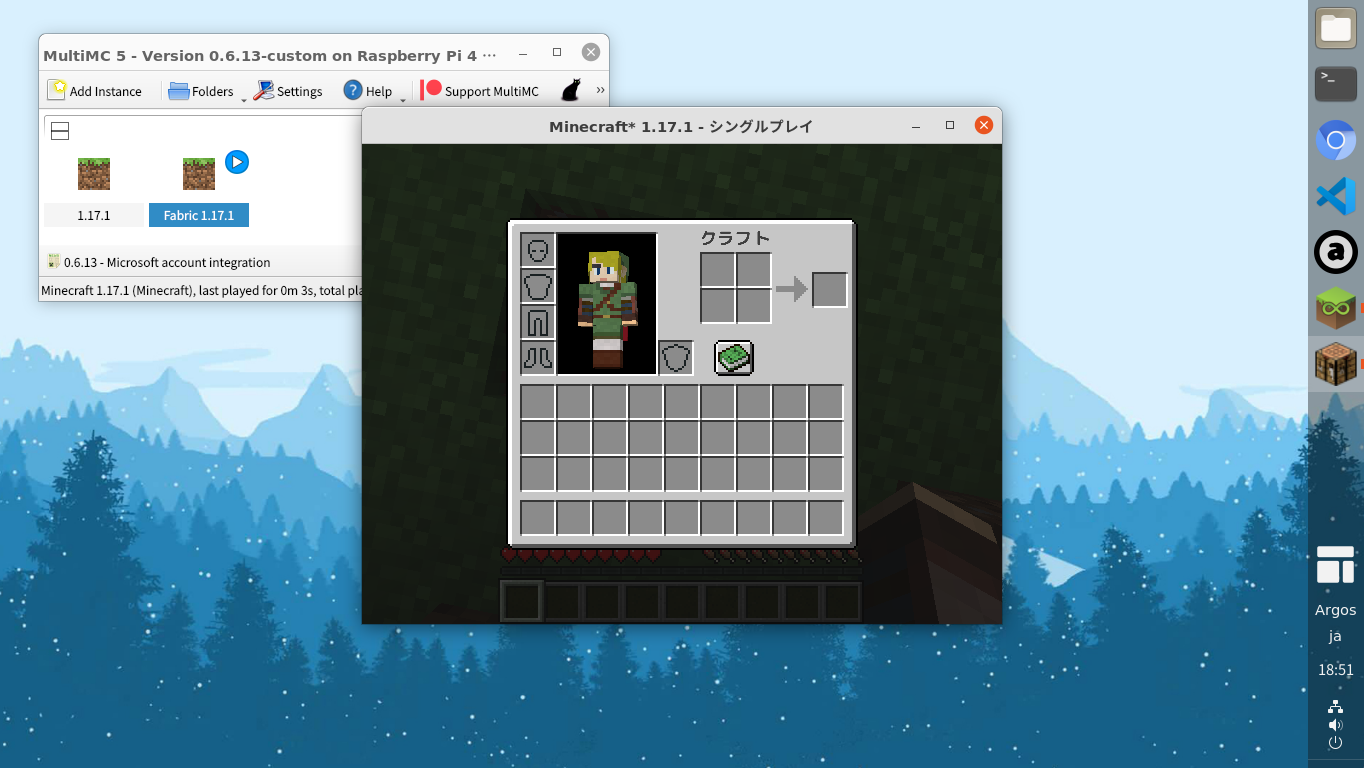 MultiMC 5 - Version 0.6.13-custom on Raspberry Pi 4 ⋯
Add Instance
Folders
Settings
Help
Support MultiMC
»
1.17.1
Fabric 1.17.1
0.6.13 - Microsoft account integration
Minecraft 1.17.1 (Minecraft), last played for 0m 3s, total pla
Minecraft* 1.17.1 - シングルプレイ
クラフト
>_
a
Argos
ja
18:51